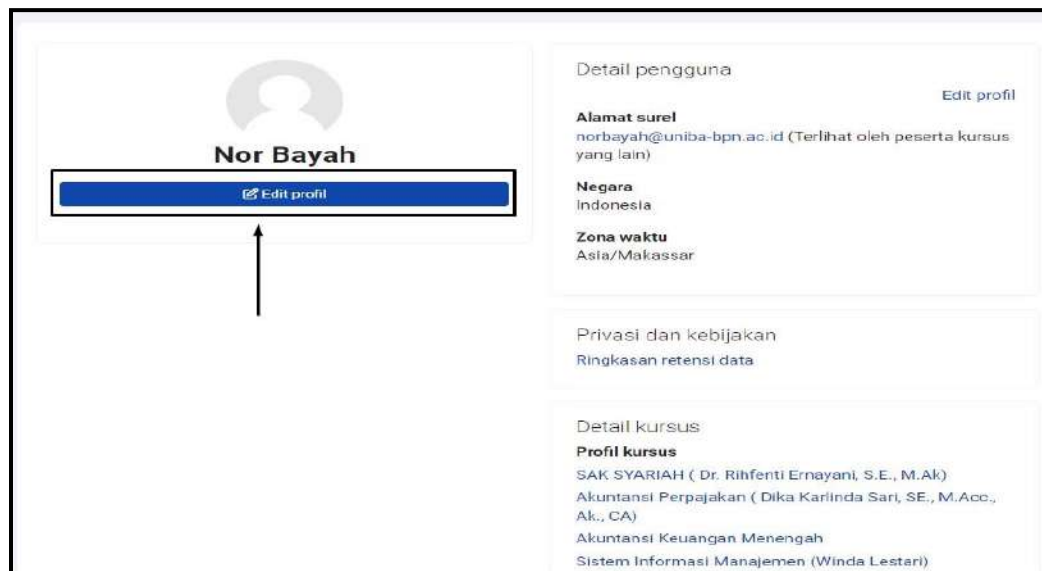 Nor Bayah
Edit profil
Detail pengguna
Edit profil
Alamat surel
norbayah@uniba-bpn.ac.id (Terlihat oleh peserta kursus
yang lain)
Negara
Indonesia
Zona waktu
Asia/Makassar
Privasi dan kebijakan
Ringkasan retensi data
Detail kursus
Profil kursus
SAK SYARIAH ( Dr. Rihfenti Ernayani, S.E., M.Ak)
Akuntansi Perpajakan ( Dika Karlinda Sari, SE., M.Acc.,
Ak., CA)
Akuntansi Keuangan Menengah
Sistem Informasi Manajemen (Winda Lestari)